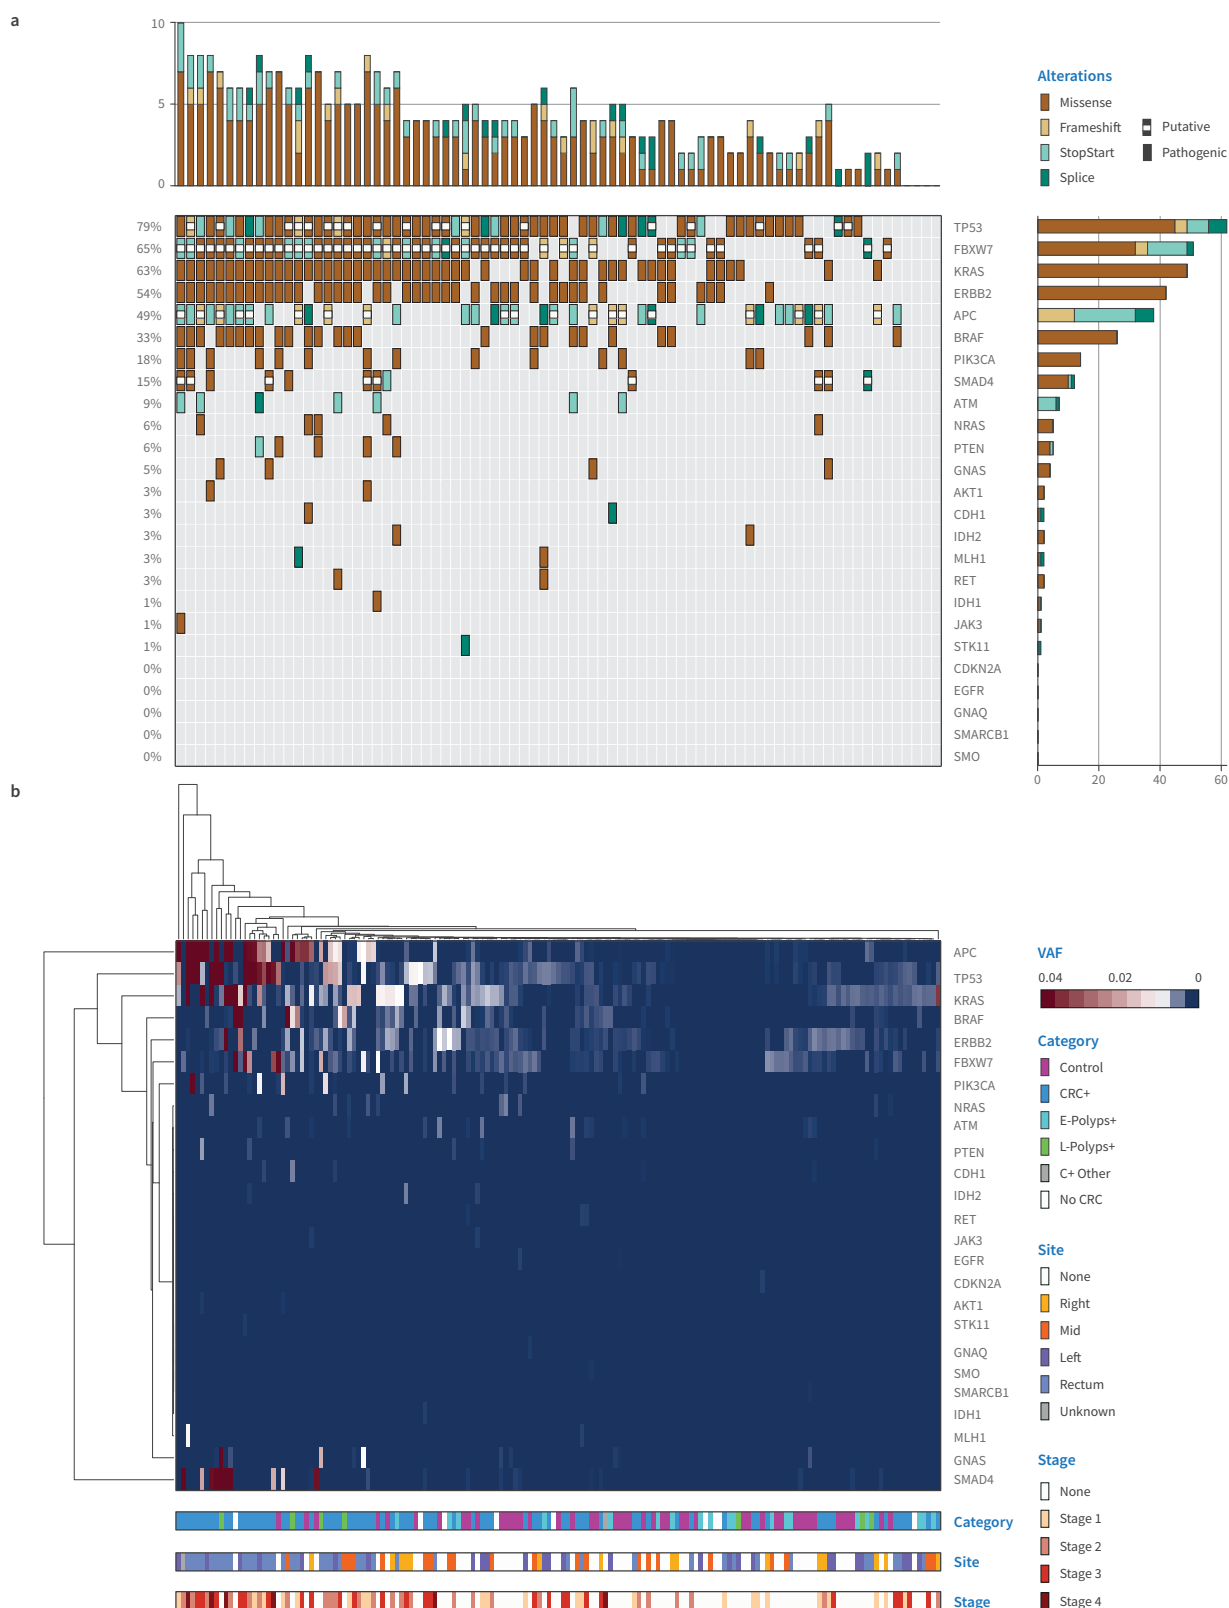 a
10
5
0
Alterations
Missense
Frameshift
StopStart
Splice
Putative
Pathogenic
79% TP53
65% FBXW7
63% KRAS
54% ERBB2
49% APC
33% BRAF
18% PIK3CA
15% SMAD4
9% ATM
6% NRAS
6% PTEN
5% GNAS
3% AKT1
3% CDH1
3% IDH2
3% MLH1
3% RET
1% IDH1
1% JAK3
1% STK11
0% CDKN2A
0% EGFR
0% GNAQ
0% SMARCB1
0% SMO
0 20 40 60
b
APC
TP53
KRAS
BRAF
ERBB2
FBXW7
PIK3CA
NRAS
ATM
PTEN
CDH1
IDH2
RET
JAK3
EGFR
CDKN2A
AKT1
STK11
GNAQ
SMO
SMARCB1
IDH1
MLH1
GNAS
SMAD4
Category
Site
Stage
VAF
0.04 0.02 0
Category
Control
CRC+
E-Polyps+
L-Polyps+
C+ Other
No CRC
Site
None
Right
Mid
Left
Rectum
Unknown
Stage
None
Stage 1
Stage 2
Stage 3
Stage 4